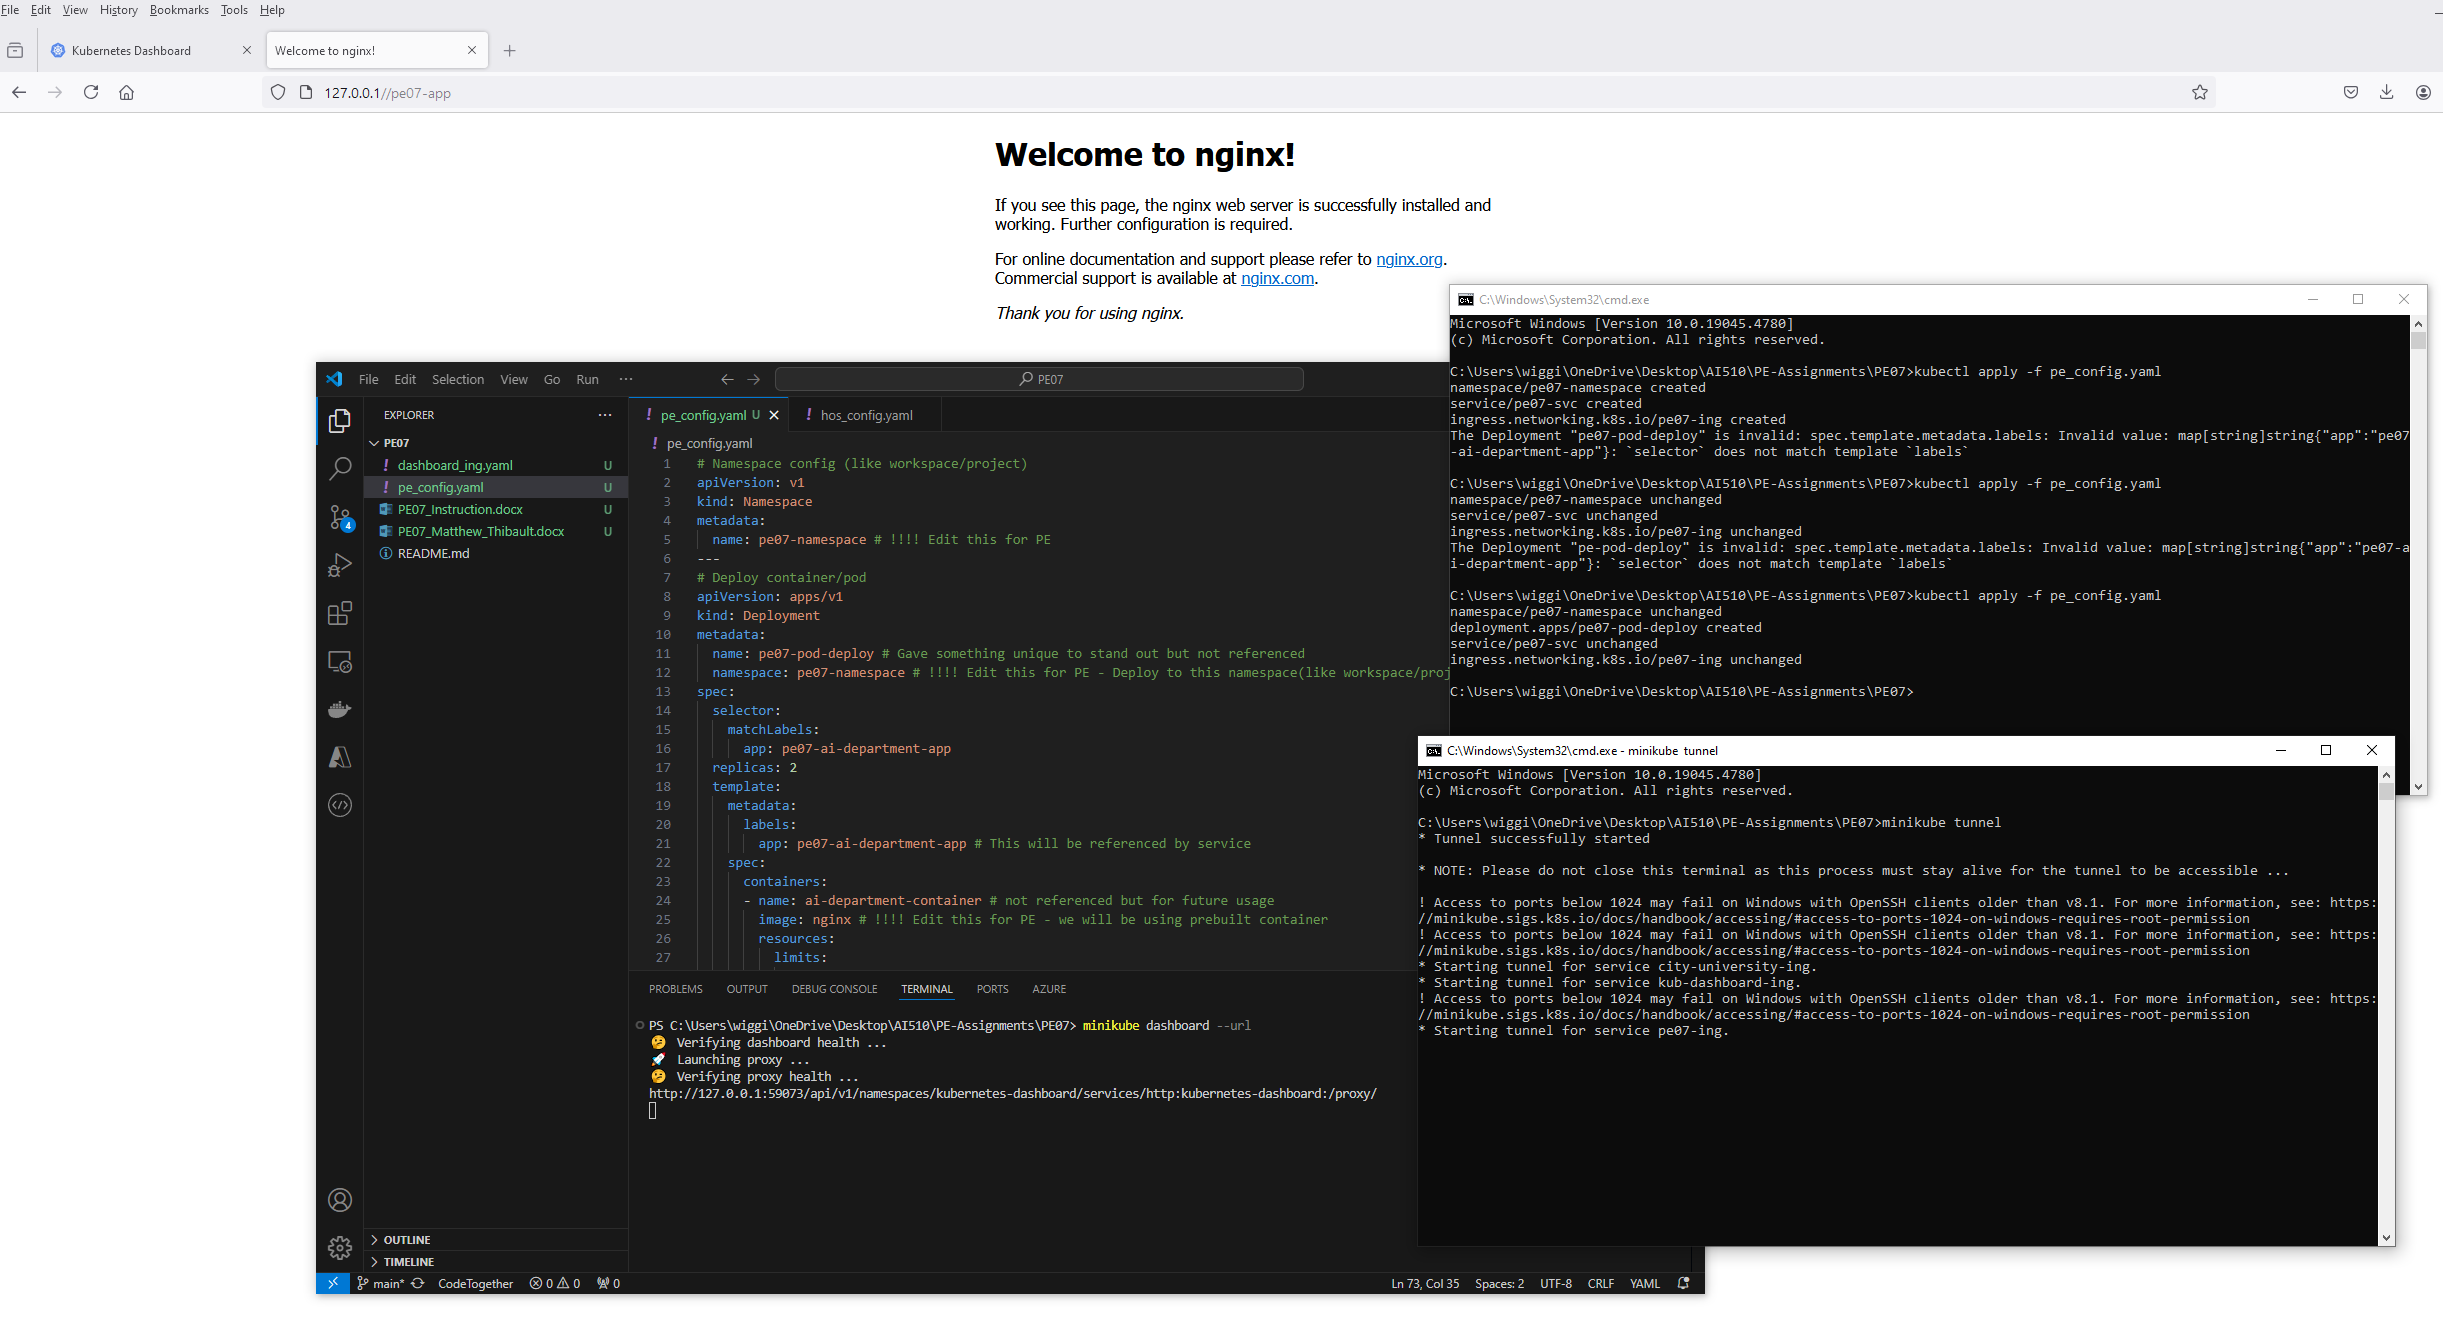 File Edit View History Bookmarks Tools Help
Kubernetes Dashboard
Welcome to nginx!
127.0.0.1//pe07-app
Welcome to nginx!
If you see this page, the nginx web server is successfully installed and
working. Further configuration is required.
For online documentation and support please refer to nginx.org.
Commercial support is available at nginx.com.
Thank you for using nginx.
File Edit Selection View Go Run ...
PE07
EXPLORER
PE07
! dashboard_ing.yaml U
! pe_config.yaml U
PE07_Instruction.docx U
PE07_Matthew_Thibault.docx U
README.md
OUTLINE
TIMELINE
! pe_config.yaml U
! hos_config.yaml
! pe_config.yaml
1 # Namespace config (like workspace/project)
2 apiVersion: v1
3 kind: Namespace
4 metadata:
5 name: pe07-namespace # !!!! Edit this for PE
6 ---
7 # Deploy container/pod
8 apiVersion: apps/v1
9 kind: Deployment
10 metadata:
11 name: pe07-pod-deploy # Gave something unique to stand out but not referenced
12 namespace: pe07-namespace # !!!! Edit this for PE - Deploy to this namespace(like workspace/proj
13 spec:
14 selector:
15 matchLabels:
16 app: pe07-ai-department-app
17 replicas: 2
18 template:
19 metadata:
20 labels:
21 app: pe07-ai-department-app # This will be referenced by service
22 spec:
23 containers:
24 - name: ai-department-container # not referenced but for future usage
25 image: nginx # !!!! Edit this for PE - we will be using prebuilt container
26 resources:
27 limits:
PROBLEMS OUTPUT DEBUG CONSOLE TERMINAL PORTS AZURE
PS C:\Users\wiggi\OneDrive\Desktop\AI510\PE-Assignments\PE07> minikube dashboard --url
Verifying dashboard health ...
Launching proxy ...
Verifying proxy health ...
http://127.0.0.1:59073/api/v1/namespaces/kubernetes-dashboard/services/http:kubernetes-dashboard:/proxy/
4
main* CodeTogether 0 0 0
Ln 73, Col 35 Spaces: 2 UTF-8 CRLF YAML
C:\Windows\System32\cmd.exe
Microsoft Windows [Version 10.0.19045.4780]
(c) Microsoft Corporation. All rights reserved.
C:\Users\wiggi\OneDrive\Desktop\AI510\PE-Assignments\PE07>kubectl apply -f pe_config.yaml
namespace/pe07-namespace created
service/pe07-svc created
ingress.networking.k8s.io/pe07-ing created
The Deployment "pe07-pod-deploy" is invalid: spec.template.metadata.labels: Invalid value: map[string]string{"app":"pe07
-ai-department-app"}: `selector` does not match template `labels`
C:\Users\wiggi\OneDrive\Desktop\AI510\PE-Assignments\PE07>kubectl apply -f pe_config.yaml
namespace/pe07-namespace unchanged
service/pe07-svc unchanged
ingress.networking.k8s.io/pe07-ing unchanged
The Deployment "pe-pod-deploy" is invalid: spec.template.metadata.labels: Invalid value: map[string]string{"app":"pe07-a
i-department-app"}: `selector` does not match template `labels`
C:\Users\wiggi\OneDrive\Desktop\AI510\PE-Assignments\PE07>kubectl apply -f pe_config.yaml
namespace/pe07-namespace unchanged
deployment.apps/pe07-pod-deploy created
service/pe07-svc unchanged
ingress.networking.k8s.io/pe07-ing unchanged
C:\Users\wiggi\OneDrive\Desktop\AI510\PE-Assignments\PE07>
C:\Windows\System32\cmd.exe - minikube tunnel
Microsoft Windows [Version 10.0.19045.4780]
(c) Microsoft Corporation. All rights reserved.
C:\Users\wiggi\OneDrive\Desktop\AI510\PE-Assignments\PE07>minikube tunnel
* Tunnel successfully started
* NOTE: Please do not close this terminal as this process must stay alive for the tunnel to be accessible ...
! Access to ports below 1024 may fail on Windows with OpenSSH clients older than v8.1. For more information, see: https:
//minikube.sigs.k8s.io/docs/handbook/accessing/#access-to-ports-1024-on-windows-requires-root-permission
! Access to ports below 1024 may fail on Windows with OpenSSH clients older than v8.1. For more information, see: https:
//minikube.sigs.k8s.io/docs/handbook/accessing/#access-to-ports-1024-on-windows-requires-root-permission
* Starting tunnel for service city-university-ing.
* Starting tunnel for service kub-dashboard-ing.
! Access to ports below 1024 may fail on Windows with OpenSSH clients older than v8.1. For more information, see: https:
//minikube.sigs.k8s.io/docs/handbook/accessing/#access-to-ports-1024-on-windows-requires-root-permission
* Starting tunnel for service pe07-ing.